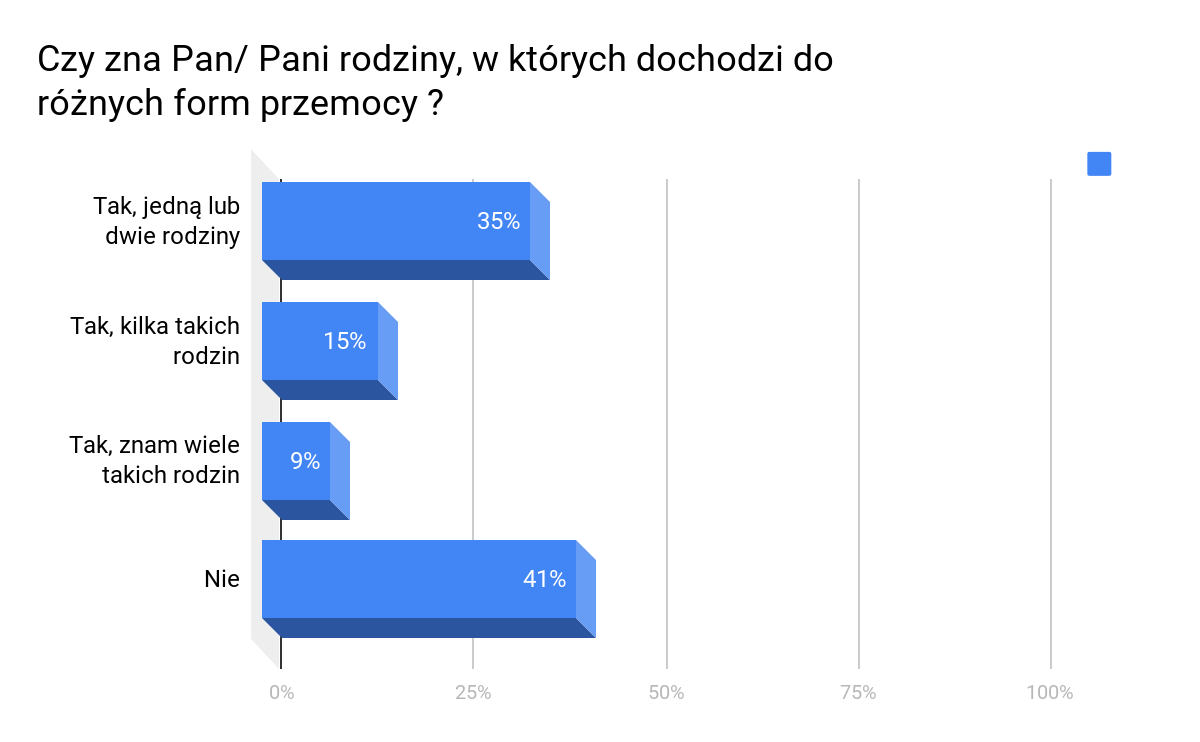 Czy zna Pan/ Pani rodziny, w których dochodzi do
różnych form przemocy ?
Tak, jedną lub
dwie rodziny
35%
Tak, kilka takich
rodzin
15%
Tak, znam wiele
takich rodzin
9%
Nie
41%
0%
25%
50%
75%
100%